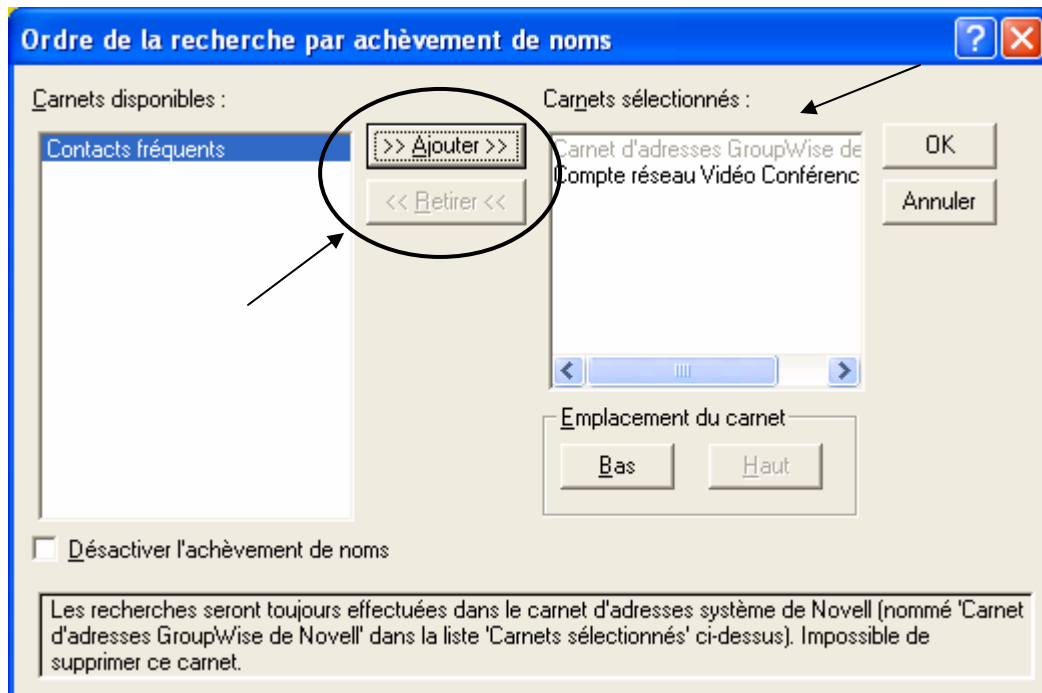 Ordre de la recherche par achèvement de noms
Carnets disponibles :
Carnets sélectionnés :
Contacts fréquents
>> Ajouter >>
<< Retirer <<
Carnet d'adresses GroupWise de
Compte réseau Vidéo Conférenc
OK
Annuler
Emplacement du carnet
Bas
Haut
Désactiver l'achèvement de noms
Les recherches seront toujours effectuées dans le carnet d'adresses système de Novell (nommé 'Carnet
d'adresses GroupWise de Novell' dans la liste 'Carnets sélectionnés' ci-dessus). Impossible de
supprimer ce carnet.